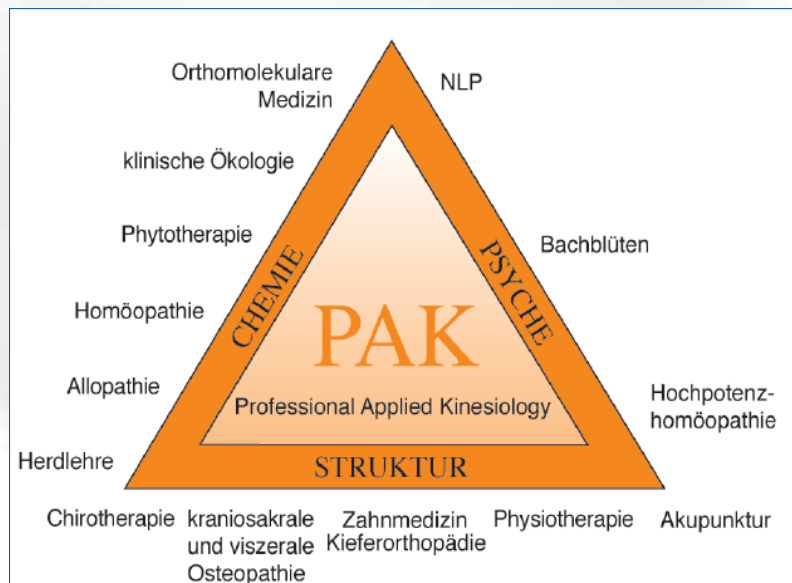 Orthomolekulare
Medizin
NLP
klinische Ökologie
Phytotherapie
Bachblüten
CHEMIE
PSYCHE
Homöopathie
PAK
Allopathie
Professional Applied Kinesiology
Hochpotenz-
homöopathie
Herdlehre
STRUKTUR
Chirotherapie
kraniosakrale
und viszerale
Osteopathie
Zahnmedizin
Kieferorthopädie
Physiotherapie
Akupunktur